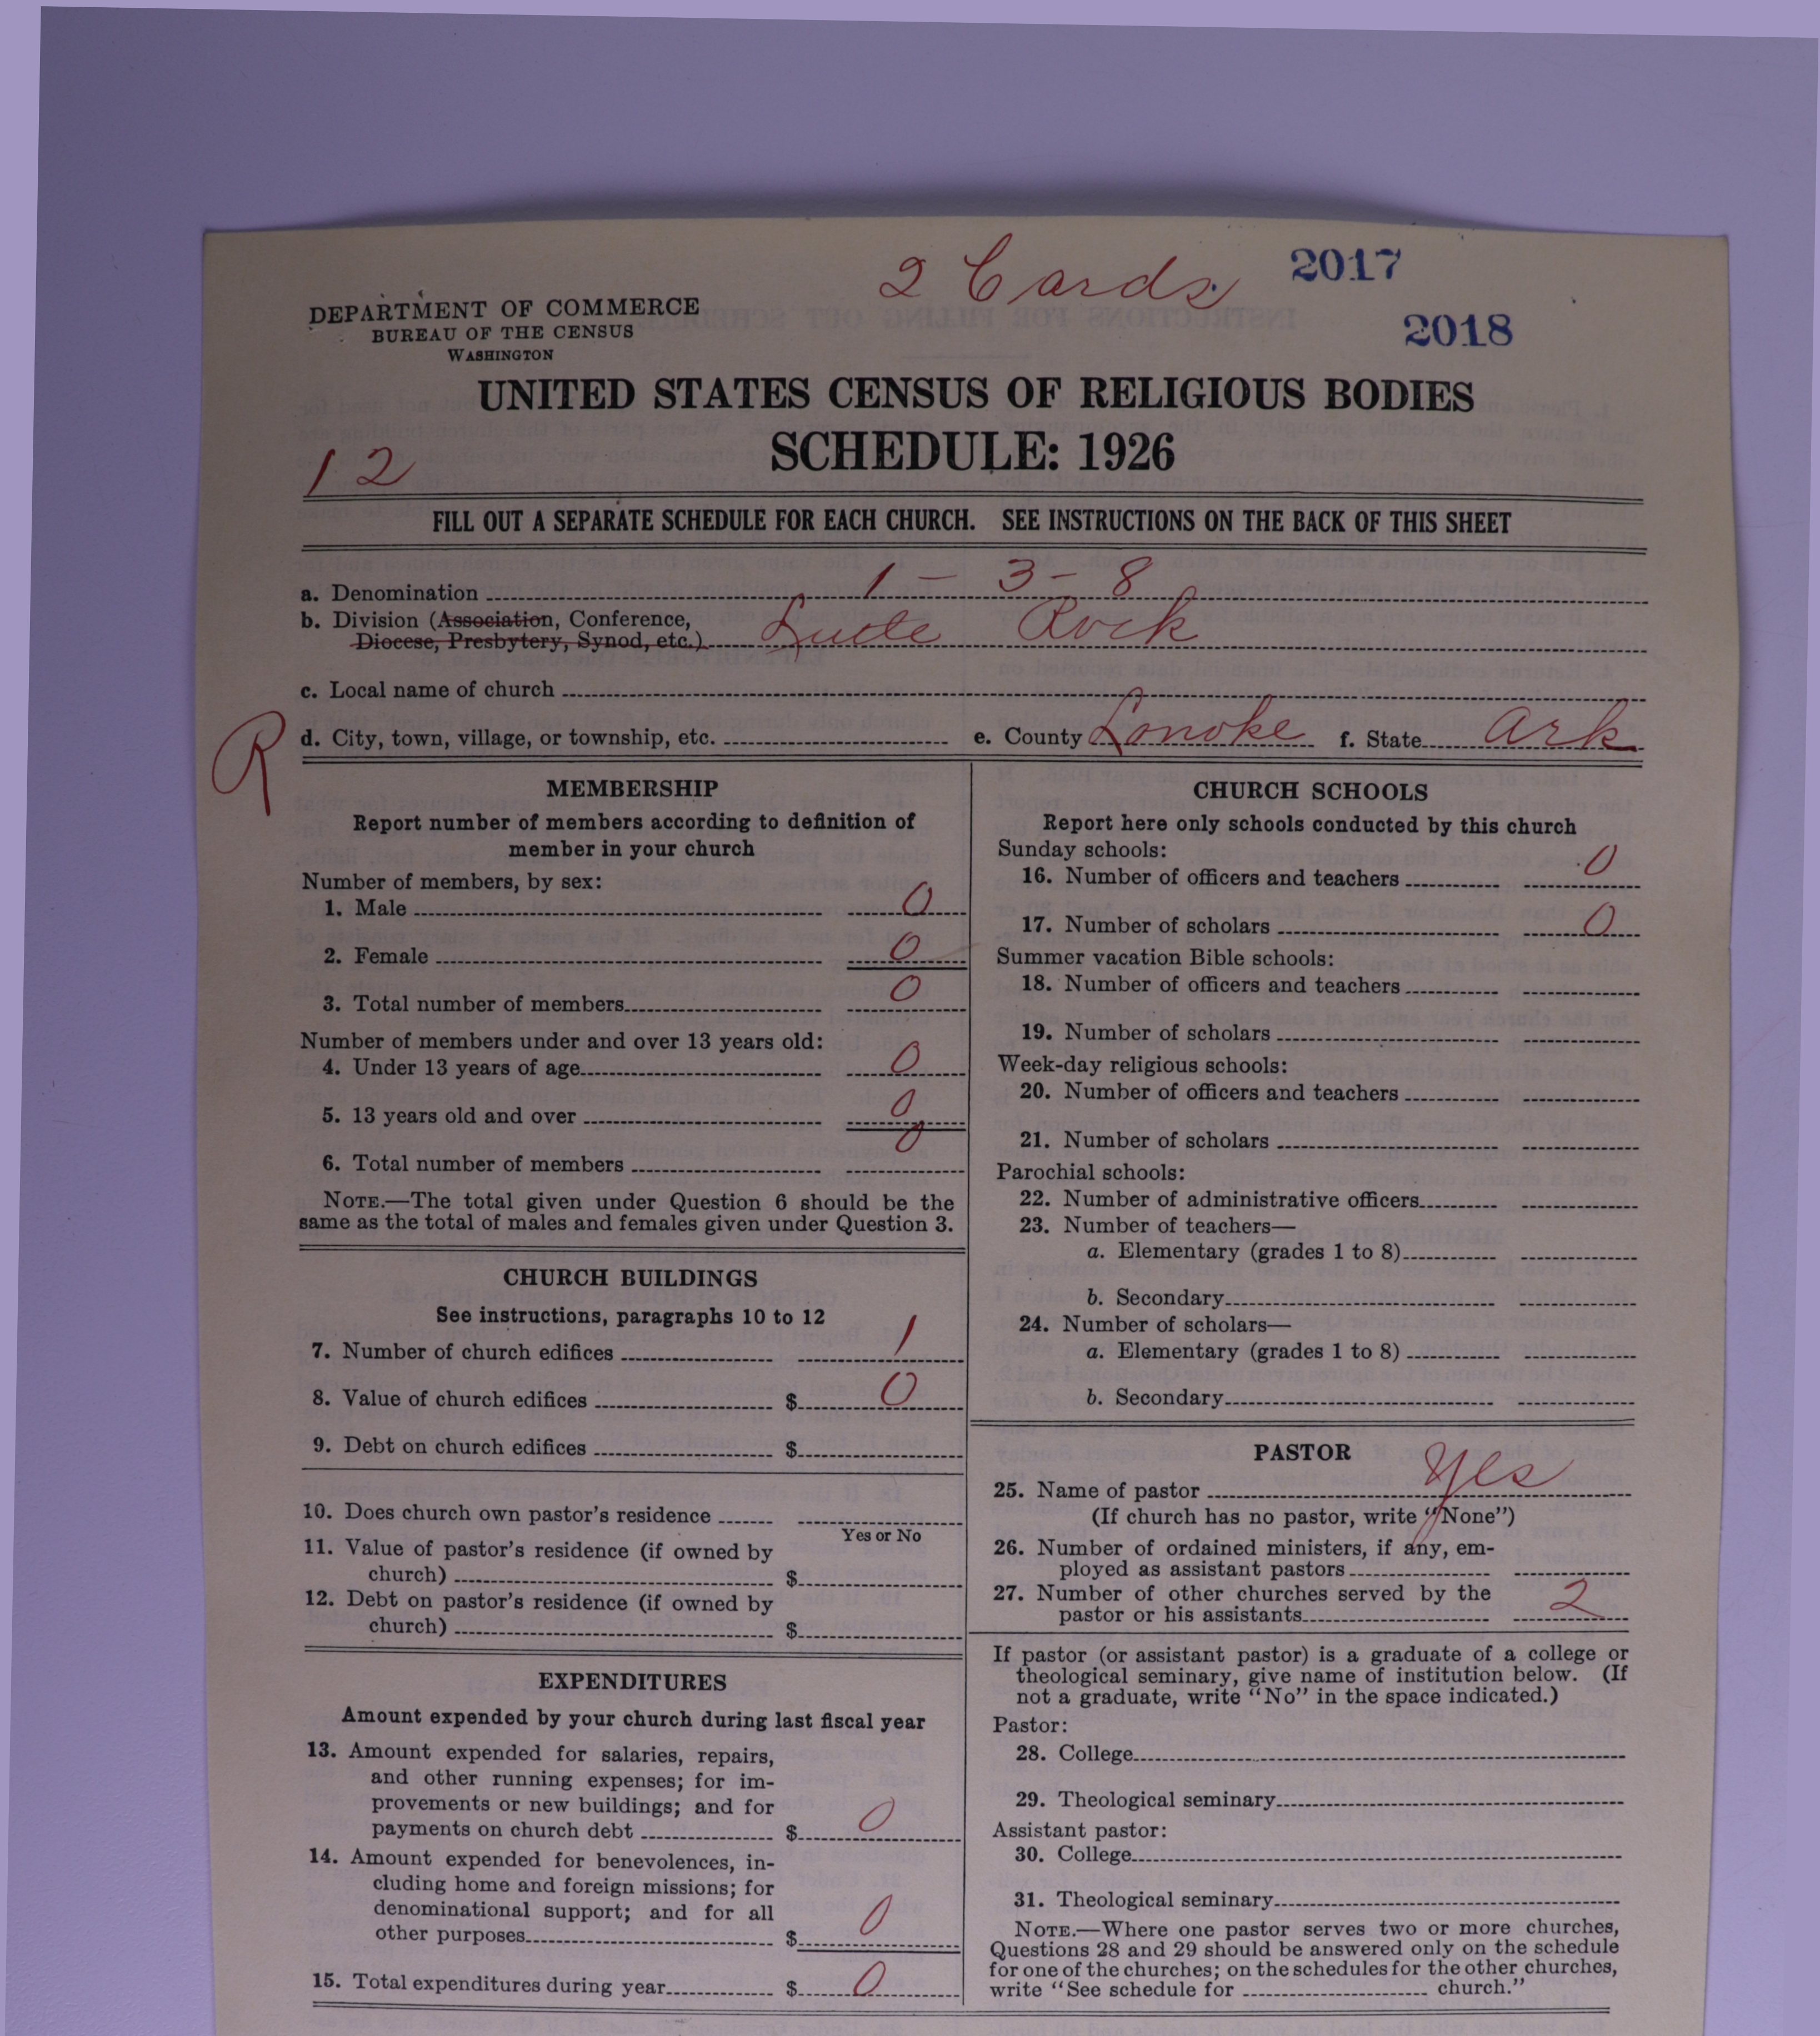 2 Cards.
2017
2018
DEPARTMENT OF COMMERCE
BUREAU OF THE CENSUS
WASHINGTON
UNITED STATES CENSUS OF RELIGIOUS BODIES
SCHEDULE: 1926
12
FILL OUT A SEPARATE SCHEDULE FOR EACH CHURCH. SEE INSTRUCTIONS ON THE BACK OF THIS SHEET
a. Denomination 1 - 3 - 8
b. Division (Association, Conference,
Diocese, Presbytery, Synod, etc.) Rock
c. Local name of church
R
d. City, town, village, or township, etc. e. County Lonoke f. State Ark
MEMBERSHIP
Report number of members according to definition of
member in your church
Number of members, by sex:
1. Male 0
2. Female 0
3. Total number of members 0
Number of members under and over 13 years old:
4. Under 13 years of age 0
5. 13 years old and over 0
6. Total number of members 0
NOTE.—The total given under Question 6 should be the
same as the total of males and females given under Question 3.
CHURCH BUILDINGS
See instructions, paragraphs 10 to 12
7. Number of church edifices 1
8. Value of church edifices $ 0
9. Debt on church edifices $
10. Does church own pastor's residence
Yes or No
11. Value of pastor's residence (if owned by
church) $
12. Debt on pastor's residence (if owned by
church) $
EXPENDITURES
Amount expended by your church during last fiscal year
13. Amount expended for salaries, repairs,
and other running expenses; for im-
provements or new buildings; and for
payments on church debt $ 0
14. Amount expended for benevolences, in-
cluding home and foreign missions; for
denominational support; and for all
other purposes $ 0
15. Total expenditures during year $ 0
CHURCH SCHOOLS
Report here only schools conducted by this church
Sunday schools:
16. Number of officers and teachers 0
17. Number of scholars 0
Summer vacation Bible schools:
18. Number of officers and teachers
19. Number of scholars
Week-day religious schools:
20. Number of officers and teachers
21. Number of scholars
Parochial schools:
22. Number of administrative officers
23. Number of teachers—
a. Elementary (grades 1 to 8)
b. Secondary
24. Number of scholars—
a. Elementary (grades 1 to 8)
b. Secondary
PASTOR
25. Name of pastor Yes
(If church has no pastor, write "None")
26. Number of ordained ministers, if any, em-
ployed as assistant pastors
27. Number of other churches served by the
pastor or his assistants 2
If pastor (or assistant pastor) is a graduate of a college or
theological seminary, give name of institution below. (If
not a graduate, write "No" in the space indicated.)
Pastor:
28. College
29. Theological seminary
Assistant pastor:
30. College
31. Theological seminary
NOTE.—Where one pastor serves two or more churches,
Questions 28 and 29 should be answered only on the schedule
for one of the churches; on the schedules for the other churches,
write "See schedule for church."